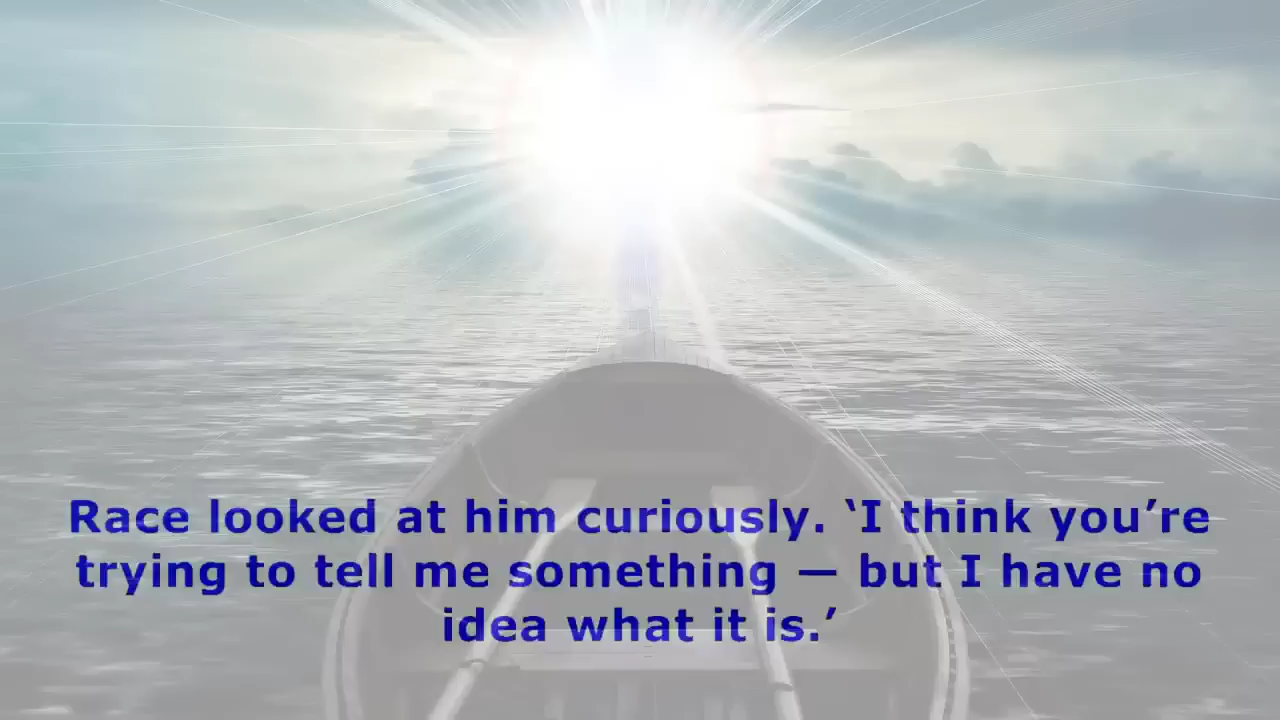 Race looked at him curiously. ‘I think you’re
trying to tell me something — but I have no
idea what it is.’